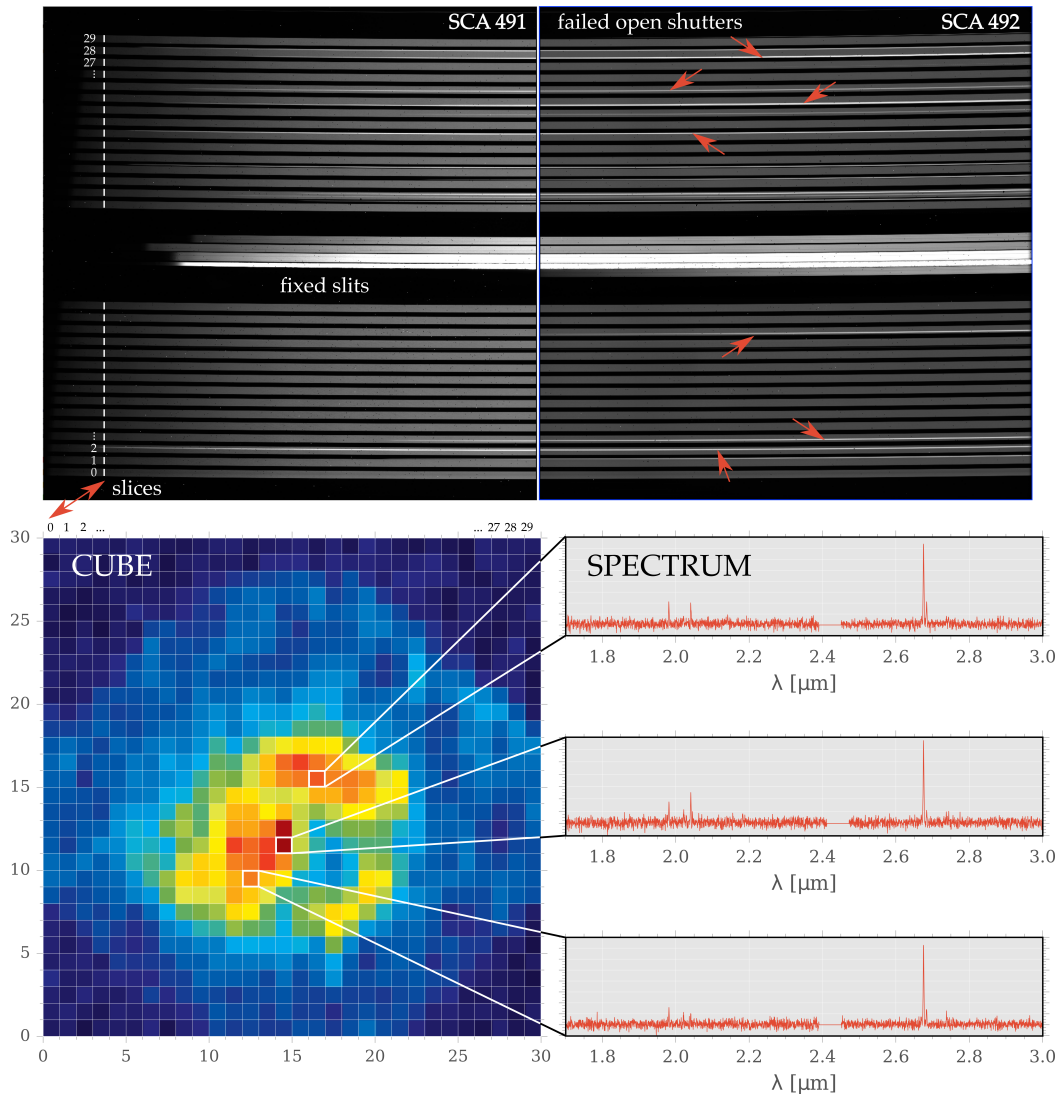 SCA 491
failed open shutters
SCA 492
29
28
27
...
fixed slits
...
2
1
0
slices
0 1 2 ...
... 27 28 29
CUBE
30
25
20
15
10
5
0
0 5 10 15 20 25 30
SPECTRUM
1.8 2.0 2.2 2.4 2.6 2.8 3.0
λ [μm]
1.8 2.0 2.2 2.4 2.6 2.8 3.0
λ [μm]
1.8 2.0 2.2 2.4 2.6 2.8 3.0
λ [μm]